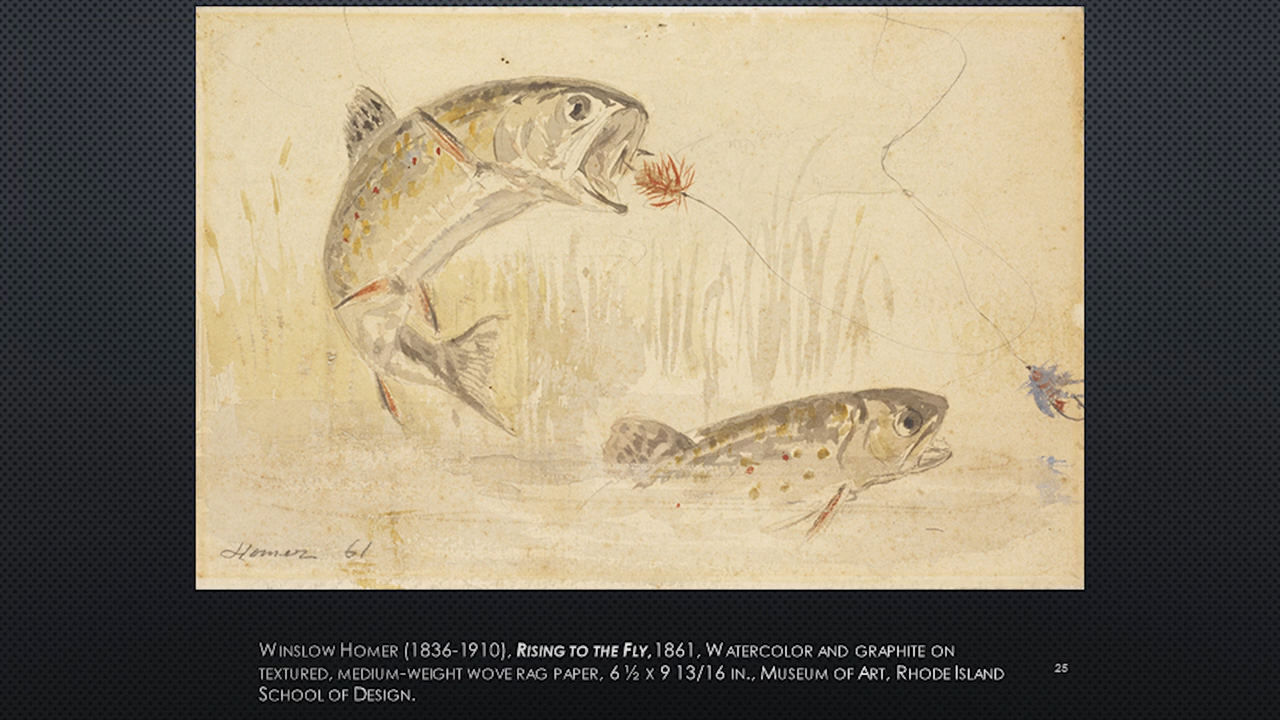 Homer 61
Winslow Homer (1836-1910), Rising to the Fly, 1861, Watercolor and graphite on
textured, medium-weight wove rag paper, 6 ½ x 9 13/16 in., Museum of Art, Rhode Island
School of Design.
25